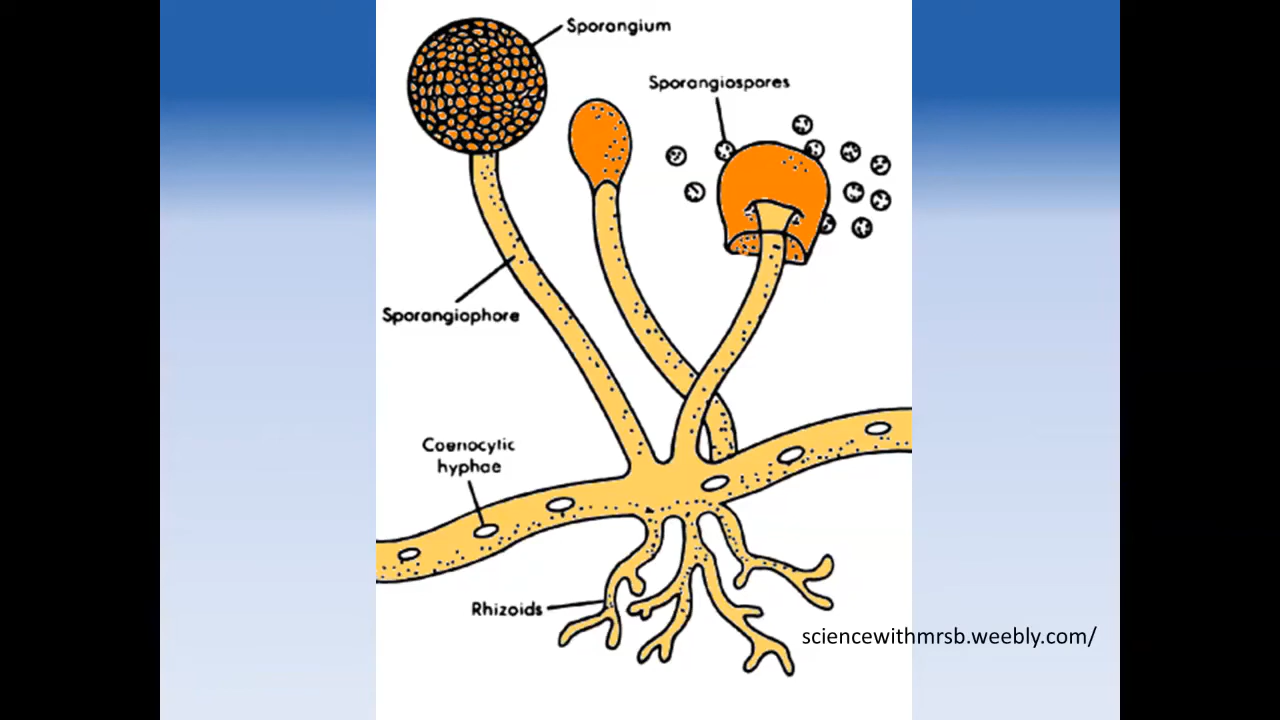 Sporangium
Sporangiospores
Sporangiophore
Coenocytic
hyphae
Rhizoids
sciencewithmrsb.weebly.com/